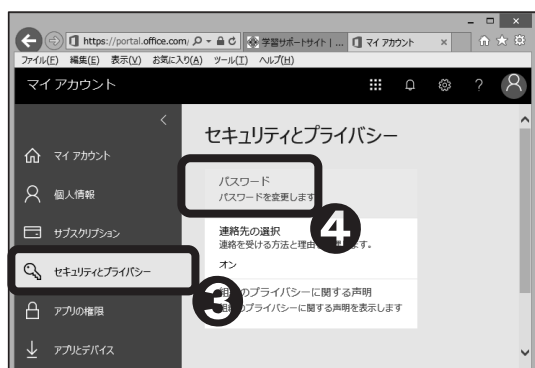 https://portal.office.com/
学習サポートサイト | ...
マイ アカウント
ファイル(F) 編集(E) 表示(V) お気に入り(A) ツール(T) ヘルプ(H)
マイ アカウント
セキュリティとプライバシー
マイ アカウント
個人情報
サブスクリプション
セキュリティとプライバシー
アプリの権限
アプリとデバイス
パスワード
パスワードを変更します
4
連絡先の選択
連絡を受ける方法と理由
ます。
オン
3
のプライバシーに関する声明
のプライバシーに関する声明を表示します